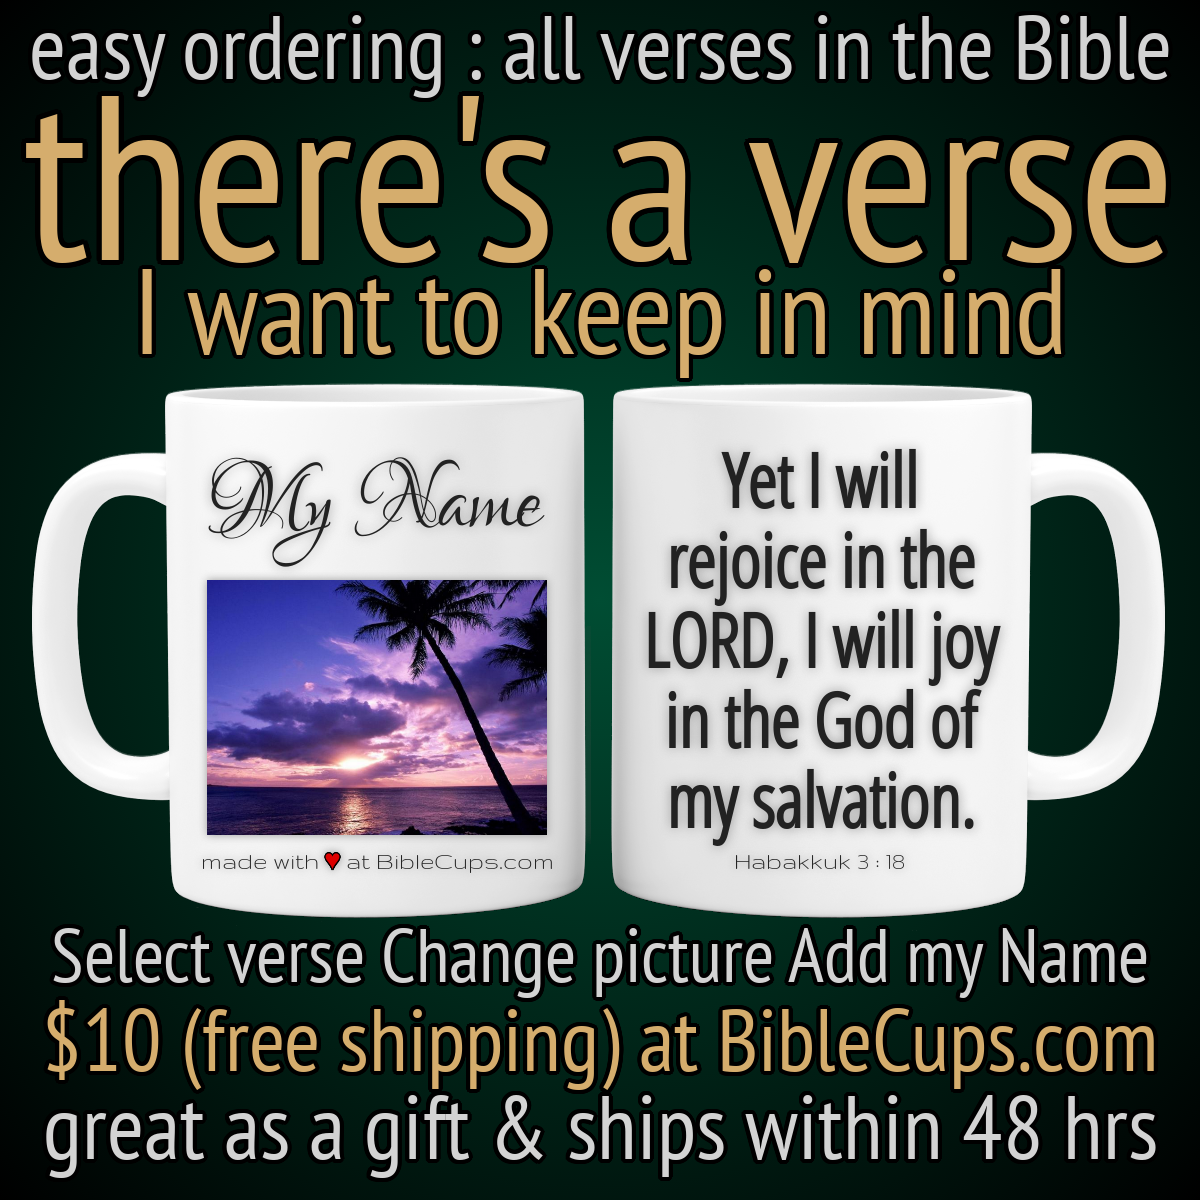 easy ordering : all verses in the Bible
there's a verse
I want to keep in mind
My Name
made with ♥ at BibleCups.com
Yet I will
rejoice in the
LORD, I will joy
in the God of
my salvation.
Habakkuk 3 : 18
Select verse Change picture Add my Name
$10 (free shipping) at BibleCups.com
great as a gift & ships within 48 hrs